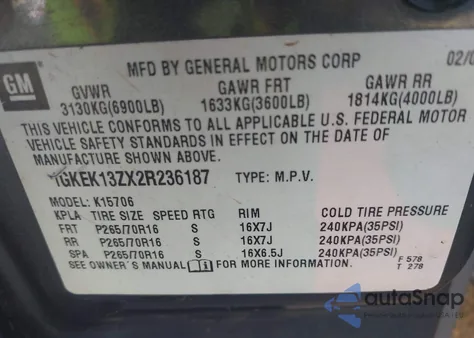 GM
MFD BY GENERAL MOTORS CORP 02/0
GVWR GAWR FRT GAWR RR
3130KG(6900LB) 1633KG(3600LB) 1814KG(4000LB)
THIS VEHICLE CONFORMS TO ALL APPLICABLE U.S. FEDERAL MOTOR
VEHICLE SAFETY STANDARDS IN EFFECT ON THE DATE OF
MANUFACTURE SHOWN ABOVE.
1GKEK13ZX2R236187 TYPE: M.P.V.
MODEL: K15706
KPLA TIRE SIZE SPEED RTG RIM COLD TIRE PRESSURE
FRT P265/70R16 S 16X7J 240KPA(35PSI)
RR P265/70R16 S 16X7J 240KPA(35PSI)
SPA P265/70R16 S 16X6.5J 240KPA(35PSI)
SEE OWNER'S MANUAL FOR MORE INFORMATION F 578
T 278
autoSnap